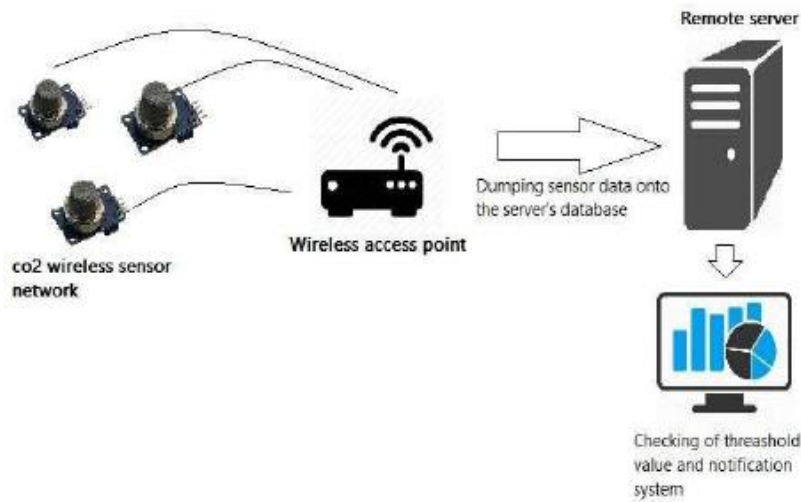 Remote server
Dumping sensor data onto
the server's database
Wireless access point
co2 wireless sensor
network
Checking of threashold
value and notification
system